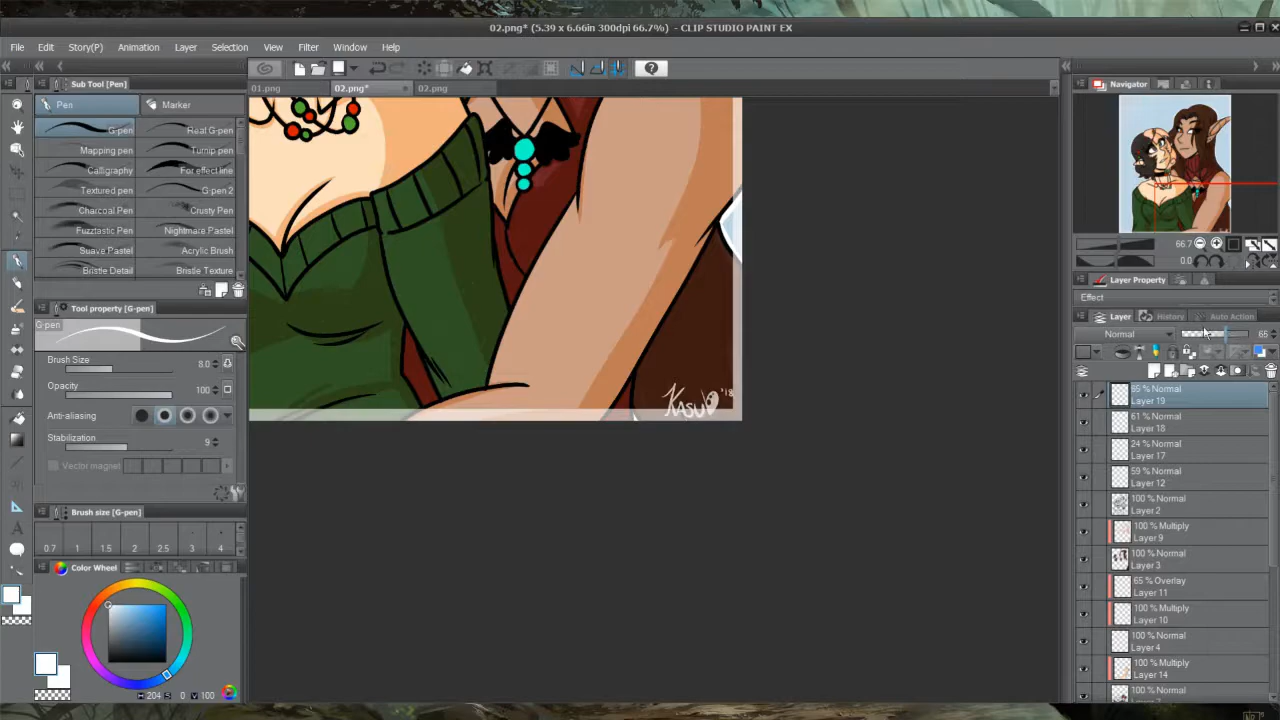 02.png* (5.39 x 6.66in 300dpi 66.7%) - CLIP STUDIO PAINT EX
File Edit Story(P) Animation Layer Selection View Filter Window Help
Sub Tool [Pen]
Pen Marker
G-pen Real G-pen
Mapping pen Turnip pen
Calligraphy For effect line
Textured pen G-pen 2
Charcoal Pen Crusty Pen
Fuzztastic Pen Nightmare Pastel
Suave Pastel Acrylic Brush
Bristle Detail Bristle Texture
Tool property [G-pen]
G-pen
Brush Size 8.0
Opacity 100
Anti-aliasing
Stabilization 9
Vector magnet
Brush size [G-pen]
0.7 1 1.5 2 2.5 3 4
Color Wheel
H 204 S 0 V 100
01.png 02.png* 02.png
KASU '18
Navigator
66.7
0.0
Layer Property
Effect
Layer History Auto Action
Normal 65
65 % Normal
Layer 19
61 % Normal
Layer 18
24 % Normal
Layer 17
59 % Normal
Layer 12
100 % Normal
Layer 2
100 % Multiply
Layer 9
100 % Normal
Layer 3
65 % Overlay
Layer 11
100 % Multiply
Layer 10
100 % Normal
Layer 4
100 % Multiply
Layer 14
100 % Normal